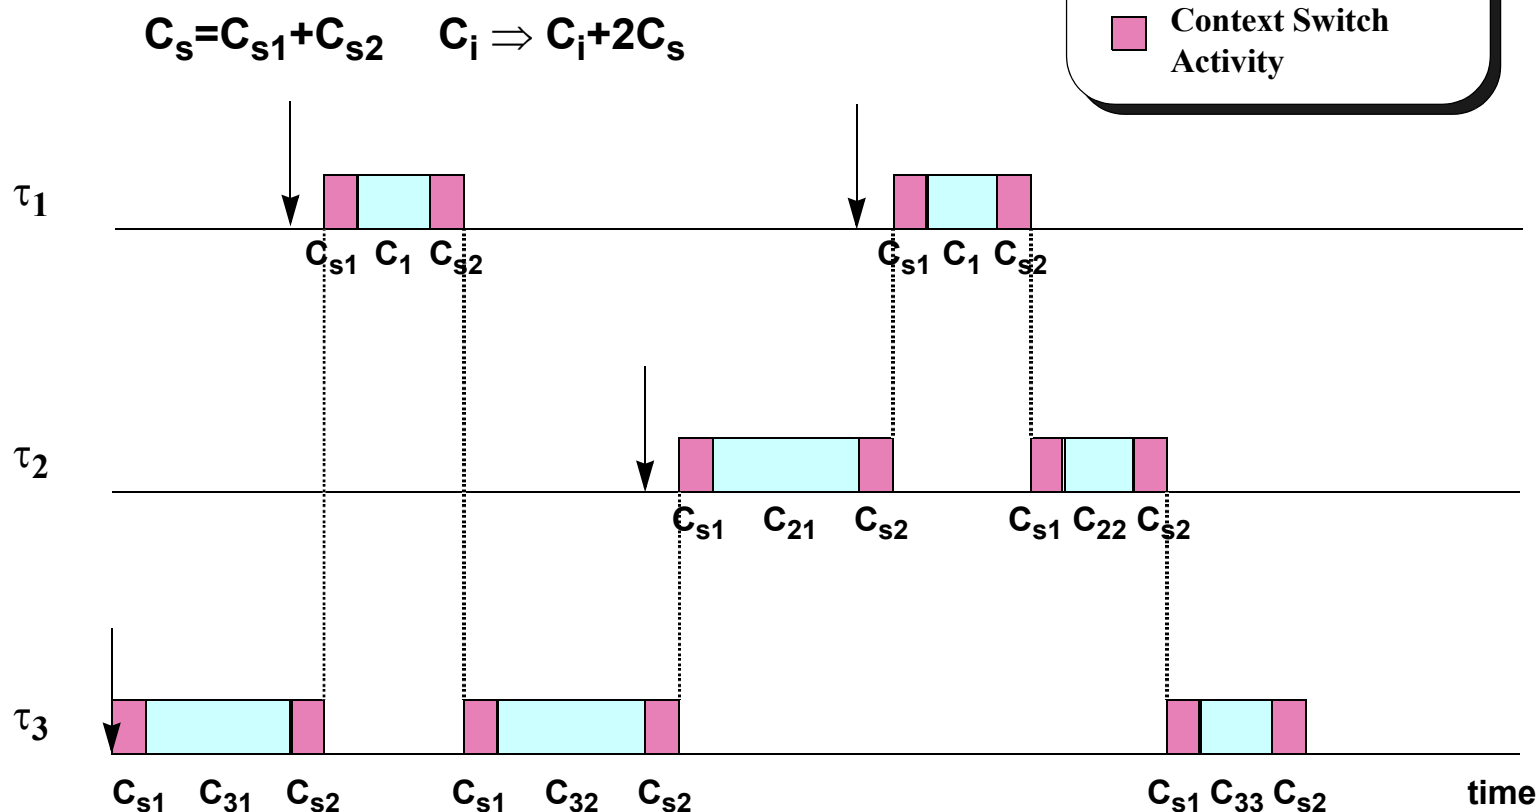 Cs=Cs1+Cs2 Ci ⇒ Ci+2Cs
Context Switch
Activity
τ1
Cs1 C1 Cs2 Cs1 C1 Cs2
τ2
Cs1 C21 Cs2 Cs1 C22 Cs2
τ3
Cs1 C31 Cs2 Cs1 C32 Cs2 Cs1 C33 Cs2 time